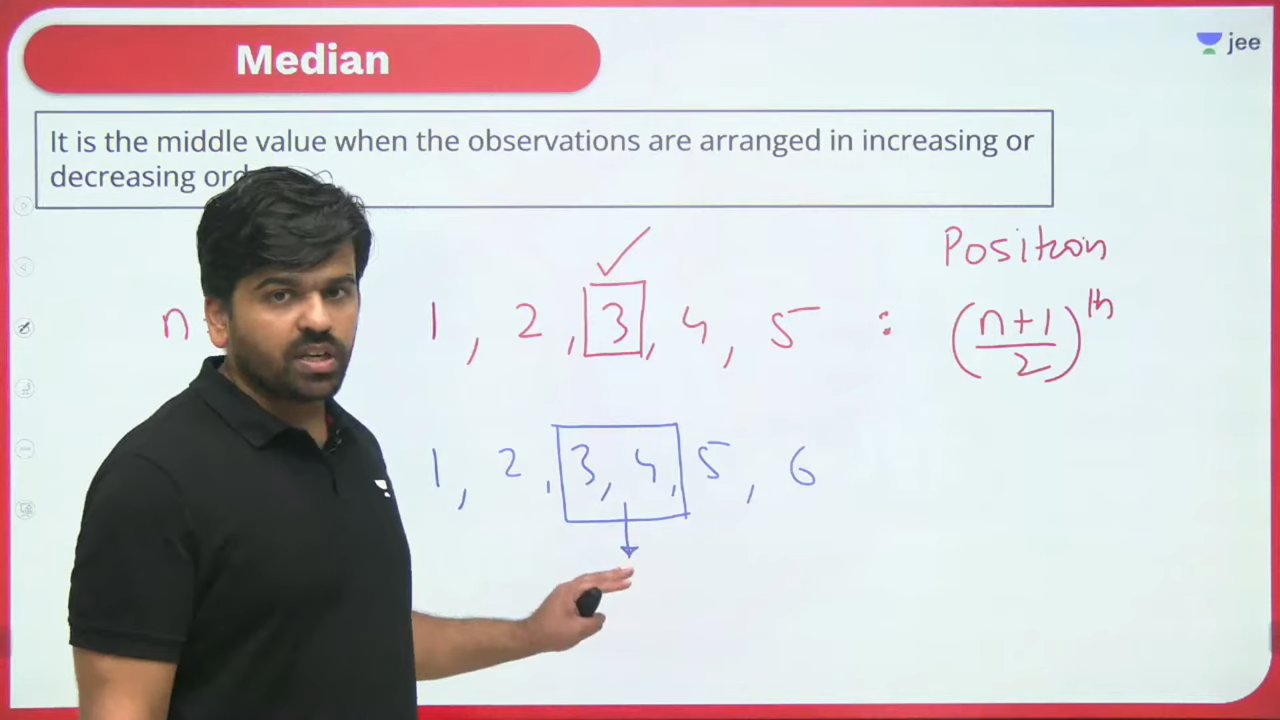 Median
jee
It is the middle value when the observations are arranged in increasing or
decreasing
Position
n : 1, 2, 3, 4, 5 : (n+1/2)th
1, 2, 3, 4, 5, 6